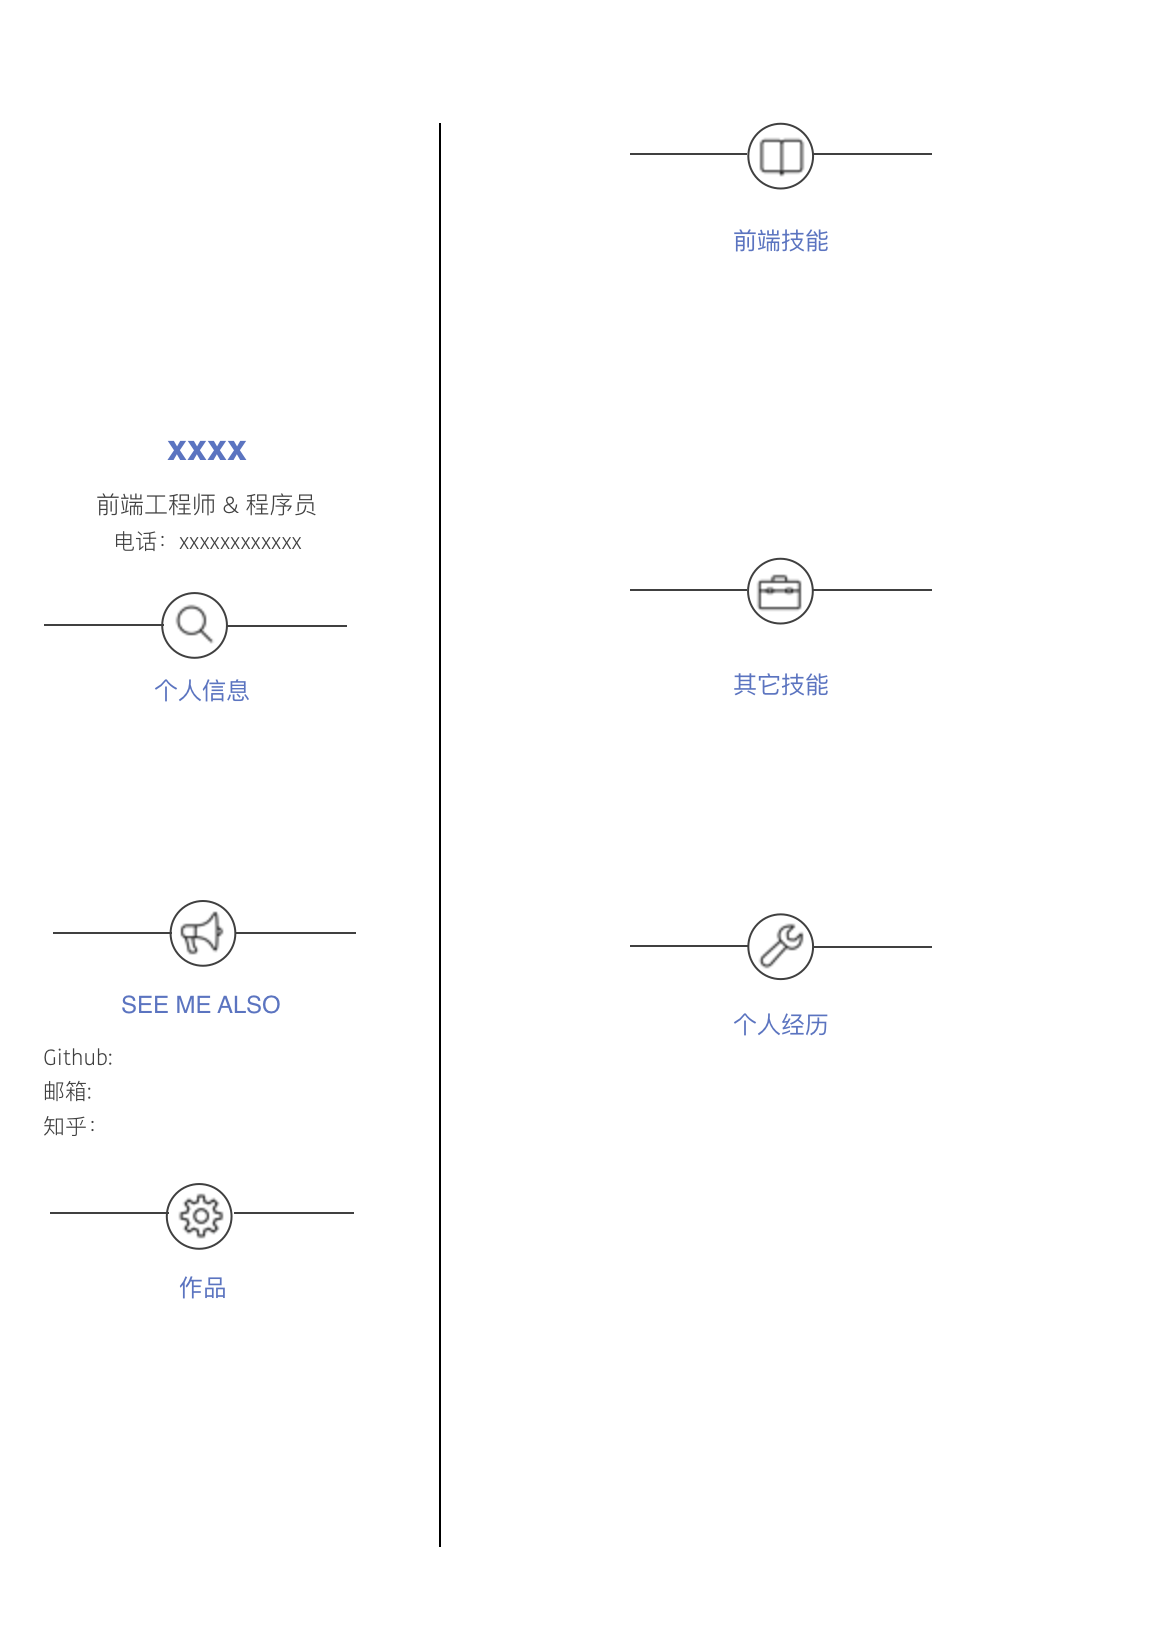 xxxx
前端工程师 & 程序员
电话：xxxxxxxxxxxx
个人信息
SEE ME ALSO
Github:
邮箱:
知乎：
作品
前端技能
其它技能
个人经历